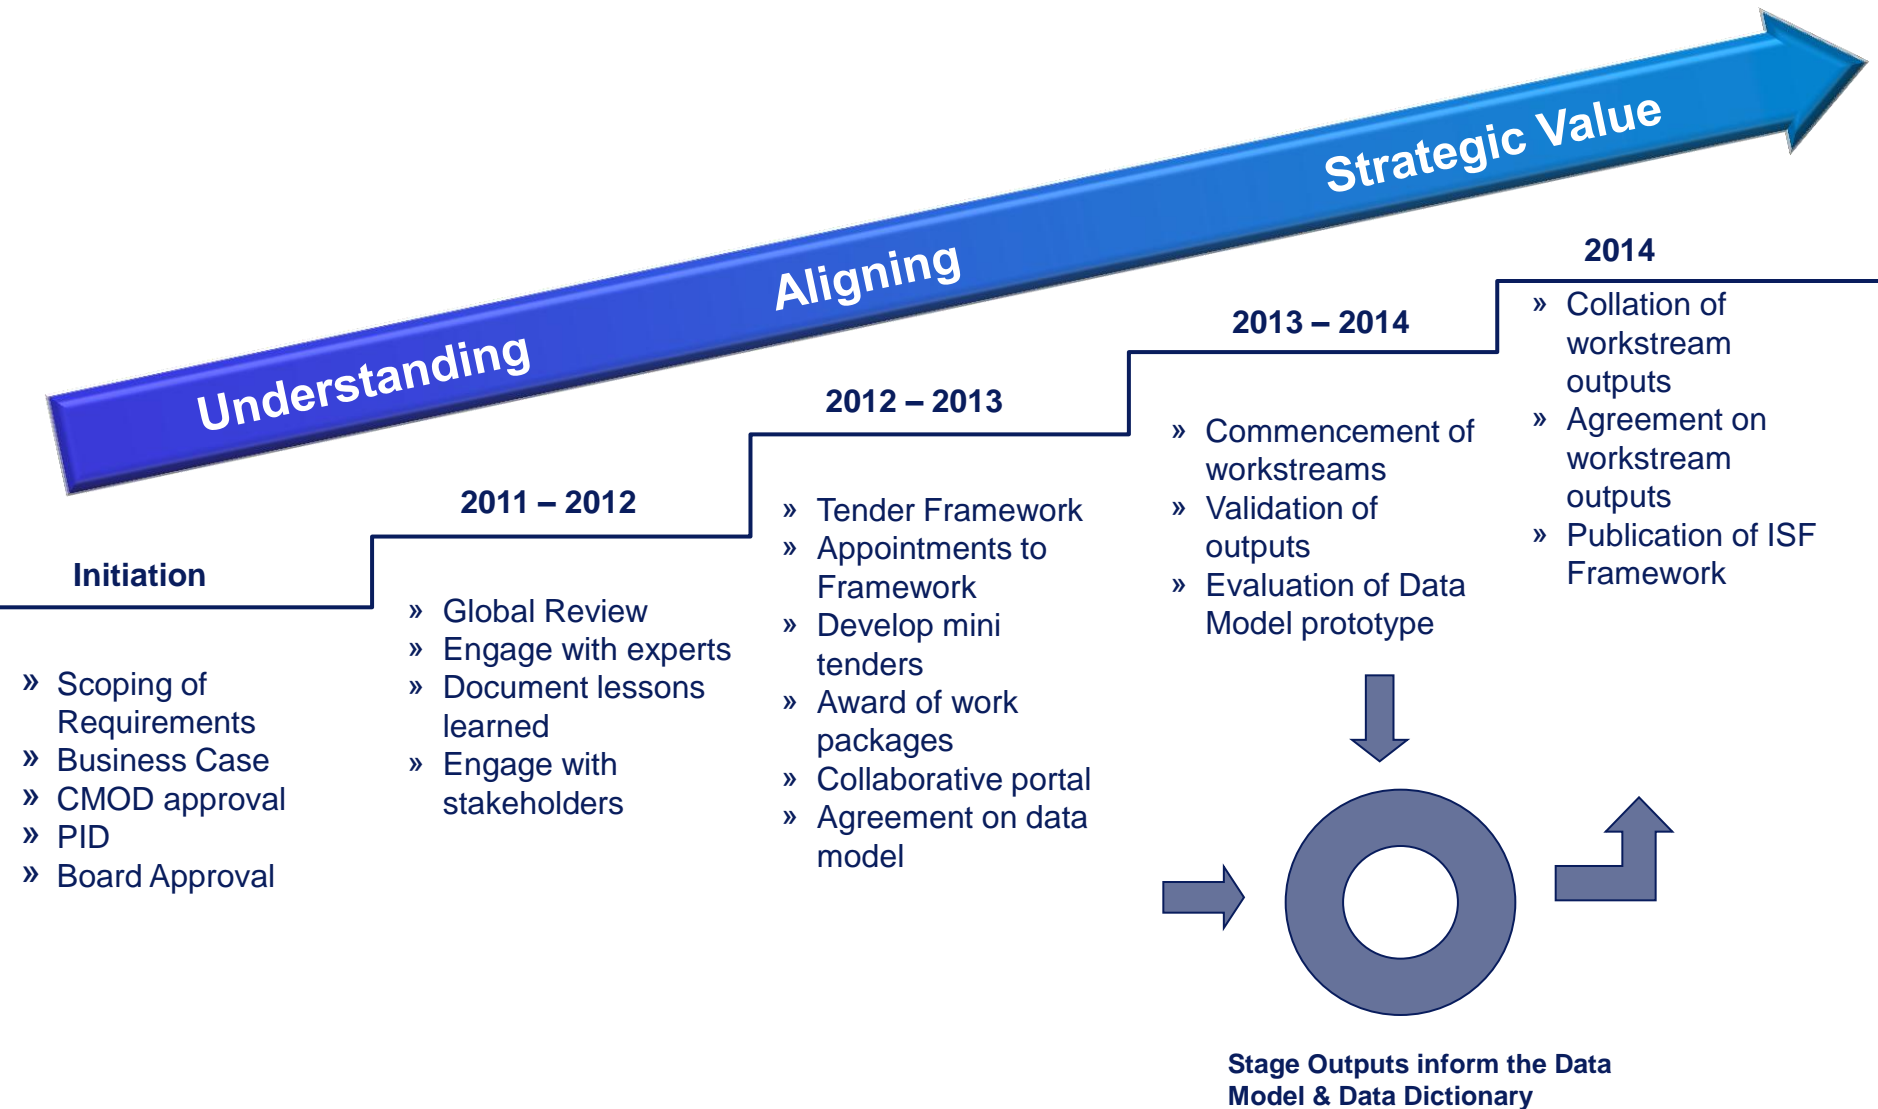 Understanding
Aligning
Strategic Value
Initiation
» Scoping of
Requirements
» Business Case
» CMOD approval
» PID
» Board Approval
2011 – 2012
» Global Review
» Engage with experts
» Document lessons
learned
» Engage with
stakeholders
2012 – 2013
» Tender Framework
» Appointments to
Framework
» Develop mini
tenders
» Award of work
packages
» Collaborative portal
» Agreement on data
model
2013 – 2014
» Commencement of
workstreams
» Validation of
outputs
» Evaluation of Data
Model prototype
2014
» Collation of
workstream
outputs
» Agreement on
workstream
outputs
» Publication of ISF
Framework
Stage Outputs inform the Data
Model & Data Dictionary